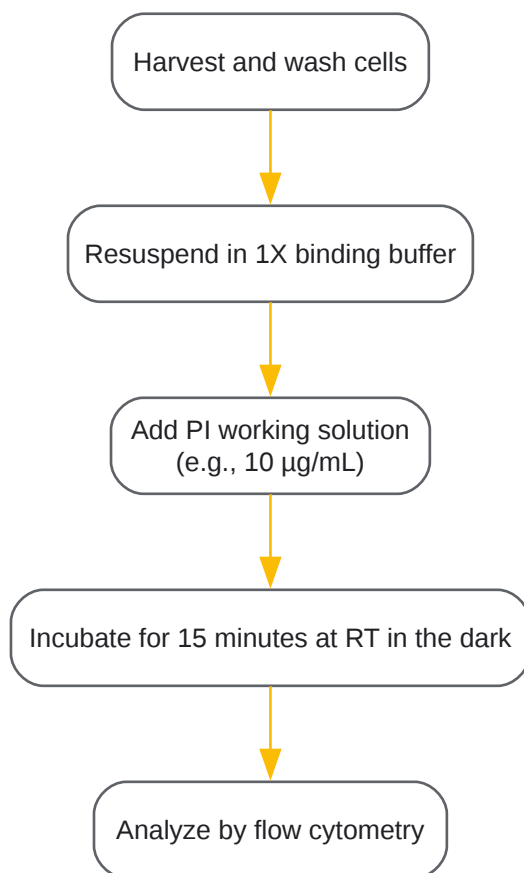 Harvest and wash cells
Resuspend in 1X binding buffer
Add PI working solution
(e.g., 10 µg/mL)
Incubate for 15 minutes at RT in the dark
Analyze by flow cytometry